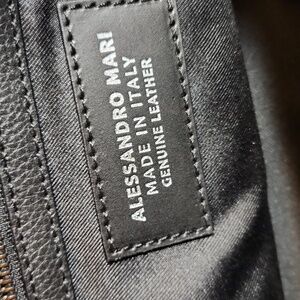 ALESSANDRO MARI
MADE IN ITALY
GENUINE LEATHER